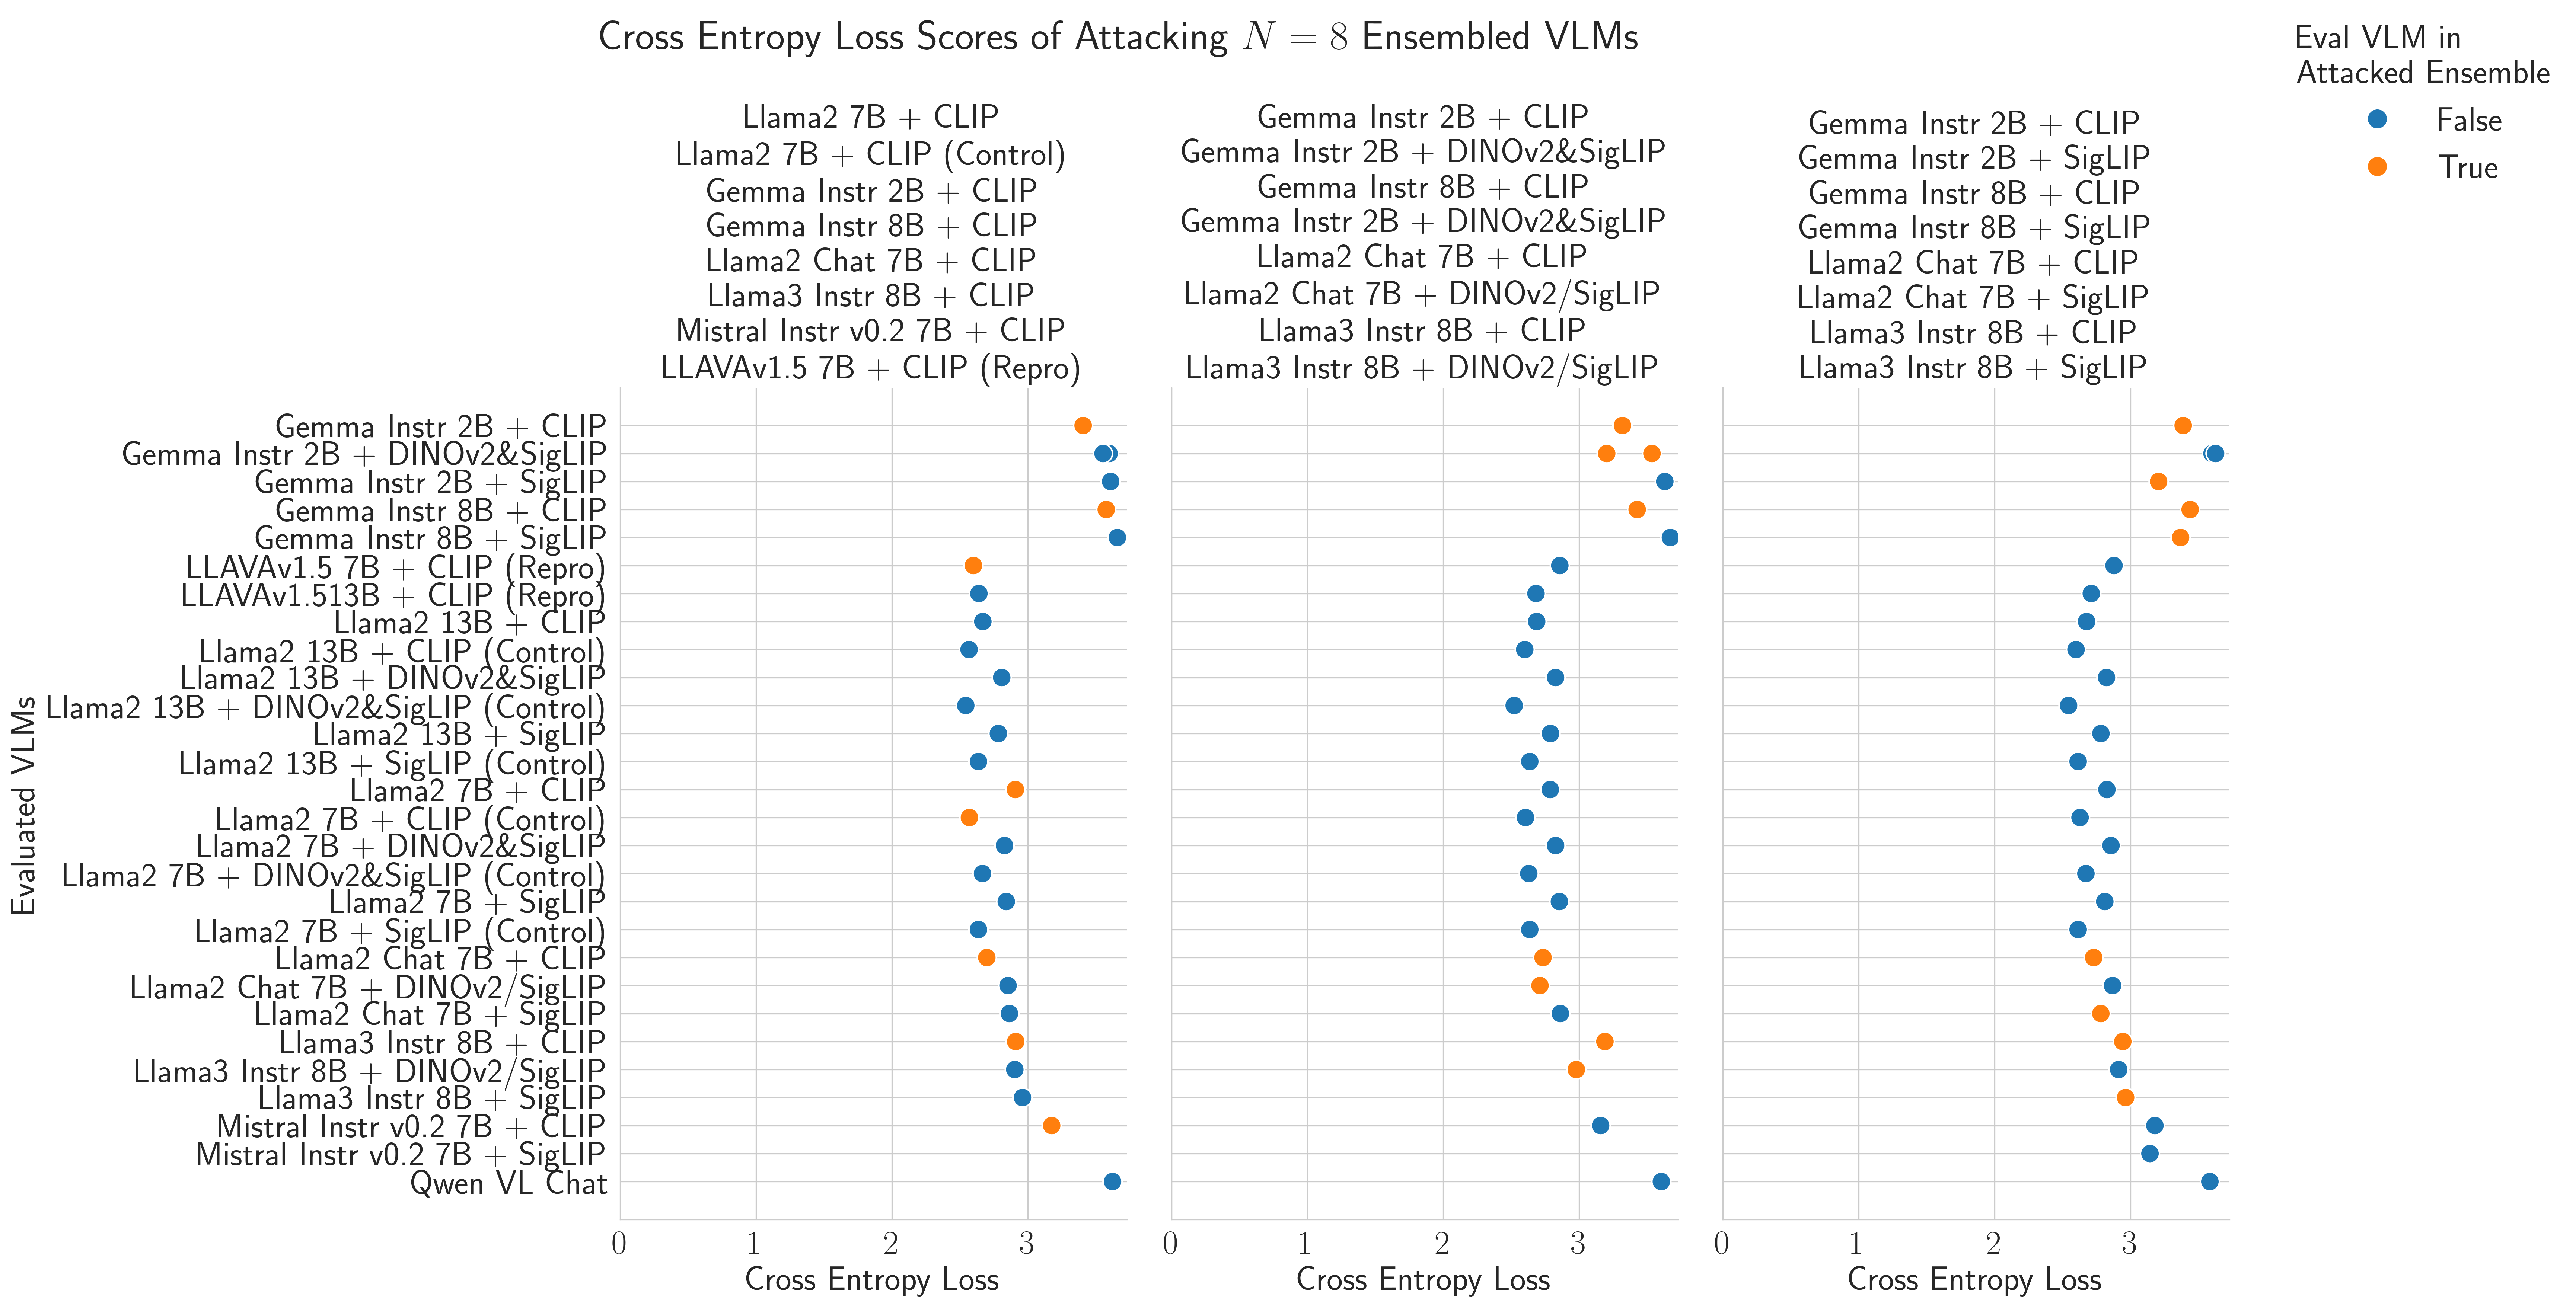 Cross Entropy Loss Scores of Attacking N = 8 Ensembled VLMs
Eval VLM in
Attacked Ensemble
False
True
Llama2 7B + CLIP
Llama2 7B + CLIP (Control)
Gemma Instr 2B + CLIP
Gemma Instr 8B + CLIP
Llama2 Chat 7B + CLIP
Llama3 Instr 8B + CLIP
Mistral Instr v0.2 7B + CLIP
LLAVAv1.5 7B + CLIP (Repro)
Gemma Instr 2B + CLIP
Gemma Instr 2B + DINOv2&SigLIP
Gemma Instr 8B + CLIP
Gemma Instr 2B + DINOv2&SigLIP
Llama2 Chat 7B + CLIP
Llama2 Chat 7B + DINOv2/SigLIP
Llama3 Instr 8B + CLIP
Llama3 Instr 8B + DINOv2/SigLIP
Gemma Instr 2B + CLIP
Gemma Instr 2B + SigLIP
Gemma Instr 8B + CLIP
Gemma Instr 8B + SigLIP
Llama2 Chat 7B + CLIP
Llama2 Chat 7B + SigLIP
Llama3 Instr 8B + CLIP
Llama3 Instr 8B + SigLIP
Evaluated VLMs
Gemma Instr 2B + CLIP
Gemma Instr 2B + DINOv2&SigLIP
Gemma Instr 2B + SigLIP
Gemma Instr 8B + CLIP
Gemma Instr 8B + SigLIP
LLAVAv1.5 7B + CLIP (Repro)
LLAVAv1.513B + CLIP (Repro)
Llama2 13B + CLIP
Llama2 13B + CLIP (Control)
Llama2 13B + DINOv2&SigLIP
Llama2 13B + DINOv2&SigLIP (Control)
Llama2 13B + SigLIP
Llama2 13B + SigLIP (Control)
Llama2 7B + CLIP
Llama2 7B + CLIP (Control)
Llama2 7B + DINOv2&SigLIP
Llama2 7B + DINOv2&SigLIP (Control)
Llama2 7B + SigLIP
Llama2 7B + SigLIP (Control)
Llama2 Chat 7B + CLIP
Llama2 Chat 7B + DINOv2/SigLIP
Llama2 Chat 7B + SigLIP
Llama3 Instr 8B + CLIP
Llama3 Instr 8B + DINOv2/SigLIP
Llama3 Instr 8B + SigLIP
Mistral Instr v0.2 7B + CLIP
Mistral Instr v0.2 7B + SigLIP
Qwen VL Chat
0 1 2 3
0 1 2 3
0 1 2 3
Cross Entropy Loss
Cross Entropy Loss
Cross Entropy Loss